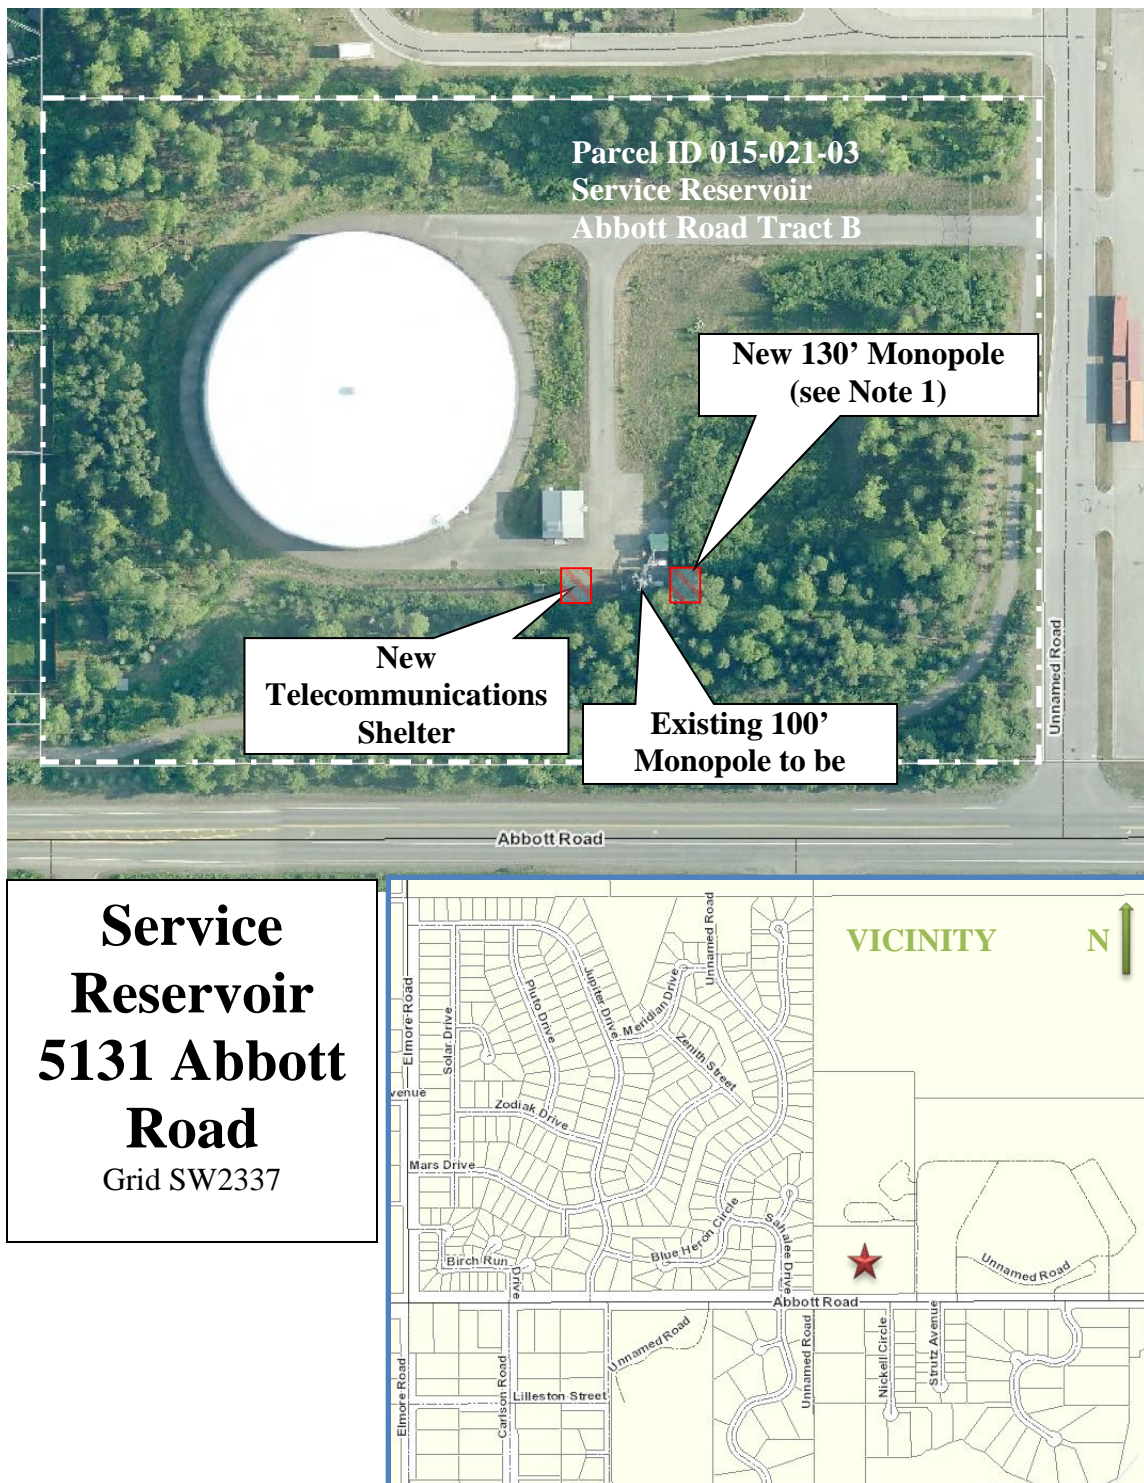 Parcel ID 015-021-03
Service Reservoir
Abbott Road Tract B
New 130’ Monopole
(see Note 1)
New
Telecommunications
Shelter
Existing 100’
Monopole to be
Unnamed Road
Abbott Road
Service
Reservoir
5131 Abbott
Road
Grid SW2337
VICINITY
N
Elmore Road
Solar Drive
Pluto Drive
Jupiter Drive
Meridian Drive
Unnamed Road
Zenith Street
venue
Zodiak Drive
Mars Drive
Birch Run
Drive
Blue Heron Circle
Sahalee Drive
Unnamed Road
Abbott Road
Elmore Road
Carlson Road
Lilleston Street
Unnamed Road
Unnamed Road
Nickell Circle
Strutz Avenue